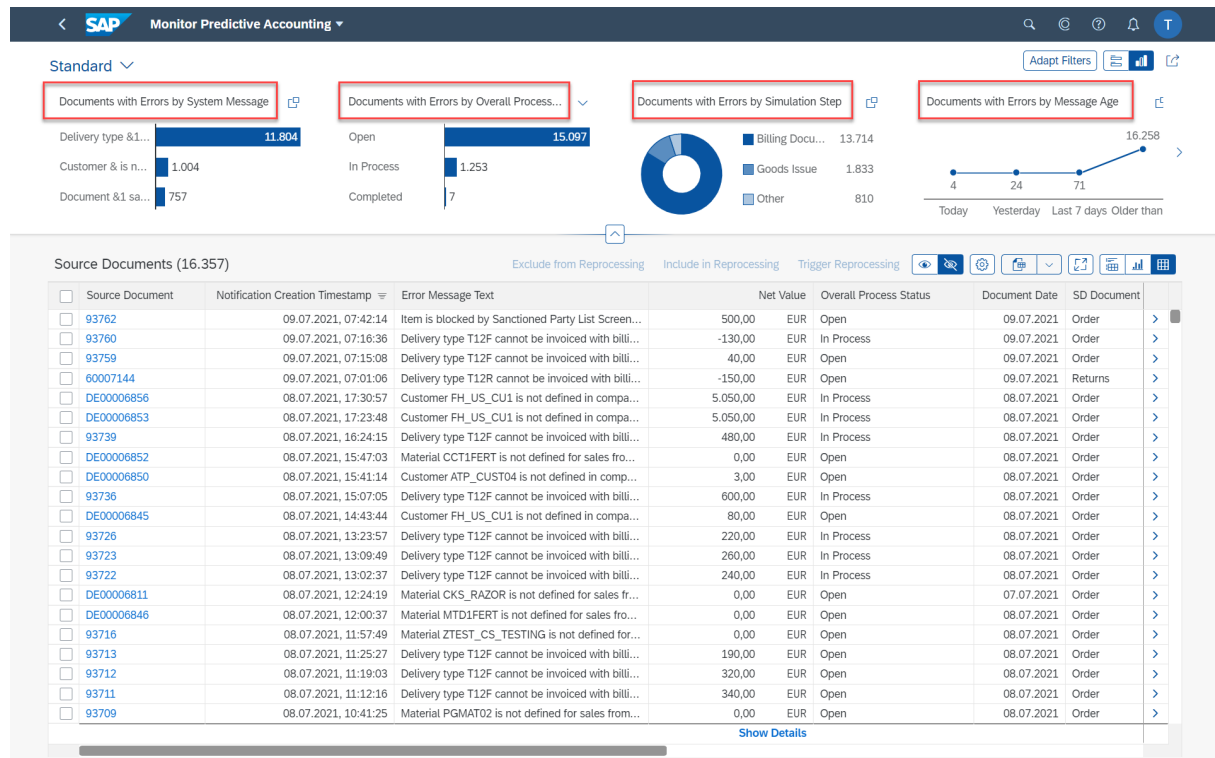 SAP Monitor Predictive Accounting
T
Standard
Adapt Filters
Documents with Errors by System Message
Documents with Errors by Overall Process...
Documents with Errors by Simulation Step
Documents with Errors by Message Age
Delivery type &1... 11.804
Customer & is n... 1.004
Document &1 sa... 757
Open 15.097
In Process 1.253
Completed 7
Billing Docu... 13.714
Goods Issue 1.833
Other 810
16.258
4 24 71
Today Yesterday Last 7 days Older than
Source Documents (16.357)
Exclude from Reprocessing Include in Reprocessing Trigger Reprocessing
Source Document Notification Creation Timestamp Error Message Text Net Value Overall Process Status Document Date SD Document
93762 09.07.2021, 07:42:14 Item is blocked by Sanctioned Party List Screen... 500,00 EUR Open 09.07.2021 Order
93760 09.07.2021, 07:16:36 Delivery type T12F cannot be invoiced with billi... -130,00 EUR In Process 09.07.2021 Order
93759 09.07.2021, 07:15:08 Delivery type T12F cannot be invoiced with billi... 40,00 EUR Open 09.07.2021 Order
60007144 09.07.2021, 07:01:06 Delivery type T12R cannot be invoiced with billi... -150,00 EUR Open 09.07.2021 Returns
DE00006856 08.07.2021, 17:30:57 Customer FH_US_CU1 is not defined in compa... 5.050,00 EUR In Process 08.07.2021 Order
DE00006853 08.07.2021, 17:23:48 Customer FH_US_CU1 is not defined in compa... 5.050,00 EUR In Process 08.07.2021 Order
93739 08.07.2021, 16:24:15 Delivery type T12F cannot be invoiced with billi... 480,00 EUR In Process 08.07.2021 Order
DE00006852 08.07.2021, 15:47:03 Material CCT1FERT is not defined for sales fro... 0,00 EUR Open 08.07.2021 Order
DE00006850 08.07.2021, 15:41:14 Customer ATP_CUST04 is not defined in comp... 3,00 EUR Open 08.07.2021 Order
93736 08.07.2021, 15:07:05 Delivery type T12F cannot be invoiced with billi... 600,00 EUR In Process 08.07.2021 Order
DE00006845 08.07.2021, 14:43:44 Customer FH_US_CU1 is not defined in compa... 80,00 EUR Open 08.07.2021 Order
93726 08.07.2021, 13:23:57 Delivery type T12F cannot be invoiced with billi... 220,00 EUR In Process 08.07.2021 Order
93723 08.07.2021, 13:09:49 Delivery type T12F cannot be invoiced with billi... 260,00 EUR In Process 08.07.2021 Order
93722 08.07.2021, 13:02:37 Delivery type T12F cannot be invoiced with billi... 240,00 EUR In Process 08.07.2021 Order
DE00006811 08.07.2021, 12:24:19 Material CKS_RAZOR is not defined for sales fr... 0,00 EUR Open 07.07.2021 Order
DE00006846 08.07.2021, 12:00:37 Material MTD1FERT is not defined for sales fro... 0,00 EUR Open 08.07.2021 Order
93716 08.07.2021, 11:57:49 Material ZTEST_CS_TESTING is not defined for... 0,00 EUR Open 08.07.2021 Order
93713 08.07.2021, 11:25:27 Delivery type T12F cannot be invoiced with billi... 190,00 EUR Open 08.07.2021 Order
93712 08.07.2021, 11:19:03 Delivery type T12F cannot be invoiced with billi... 320,00 EUR Open 08.07.2021 Order
93711 08.07.2021, 11:12:16 Delivery type T12F cannot be invoiced with billi... 340,00 EUR Open 08.07.2021 Order
93709 08.07.2021, 10:41:25 Material PGMAT02 is not defined for sales from... 0,00 EUR Open 08.07.2021 Order
Show Details